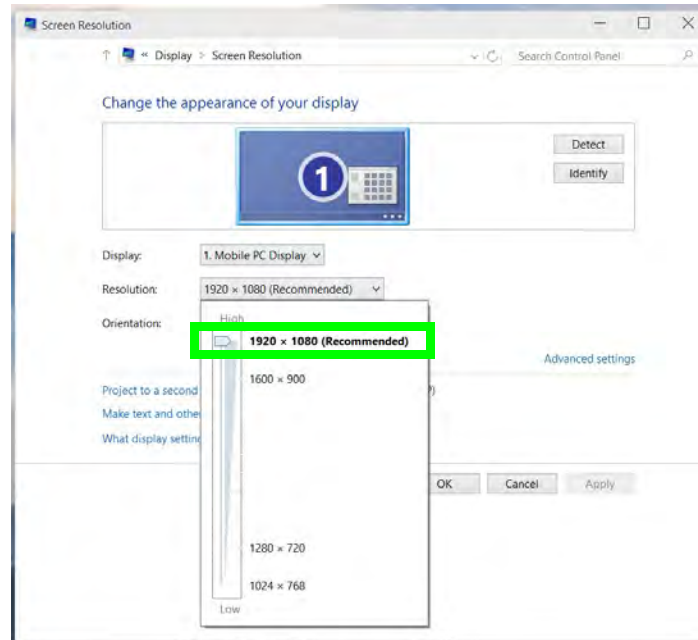 Screen Resolution
« Display > Screen Resolution
Search Control Panel
Change the appearance of your display
1
Detect
Identify
Display:
1. Mobile PC Display
Resolution:
1920 × 1080 (Recommended)
Orientation:
High
1920 × 1080 (Recommended)
1600 × 900
1280 × 720
1024 × 768
Low
Advanced settings
Project to a second
Make text and othe
What display settin
OK
Cancel
Apply